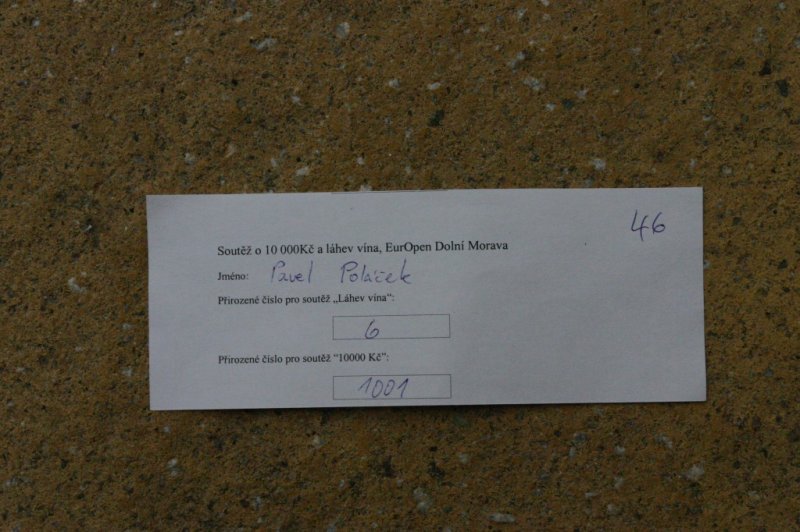 46
Soutěž o 10 000Kč a láhev vína, EurOpen Dolní Morava
Jméno: Pavel Poláček
Přirozené číslo pro soutěž „Láhev vína“:
6
Přirozené číslo pro soutěž “10000 Kč”:
1001